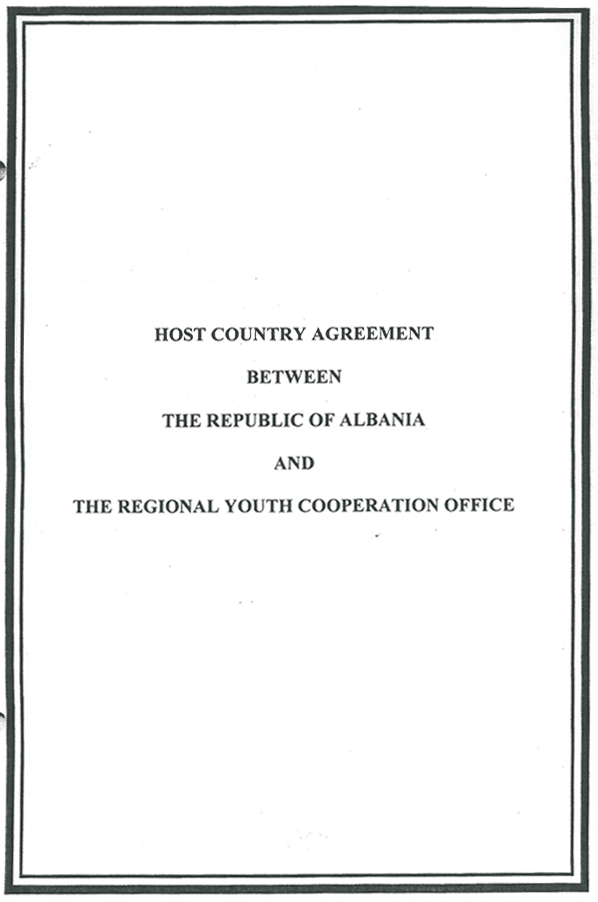 HOST COUNTRY AGREEMENT
BETWEEN
THE REPUBLIC OF ALBANIA
AND
THE REGIONAL YOUTH COOPERATION OFFICE